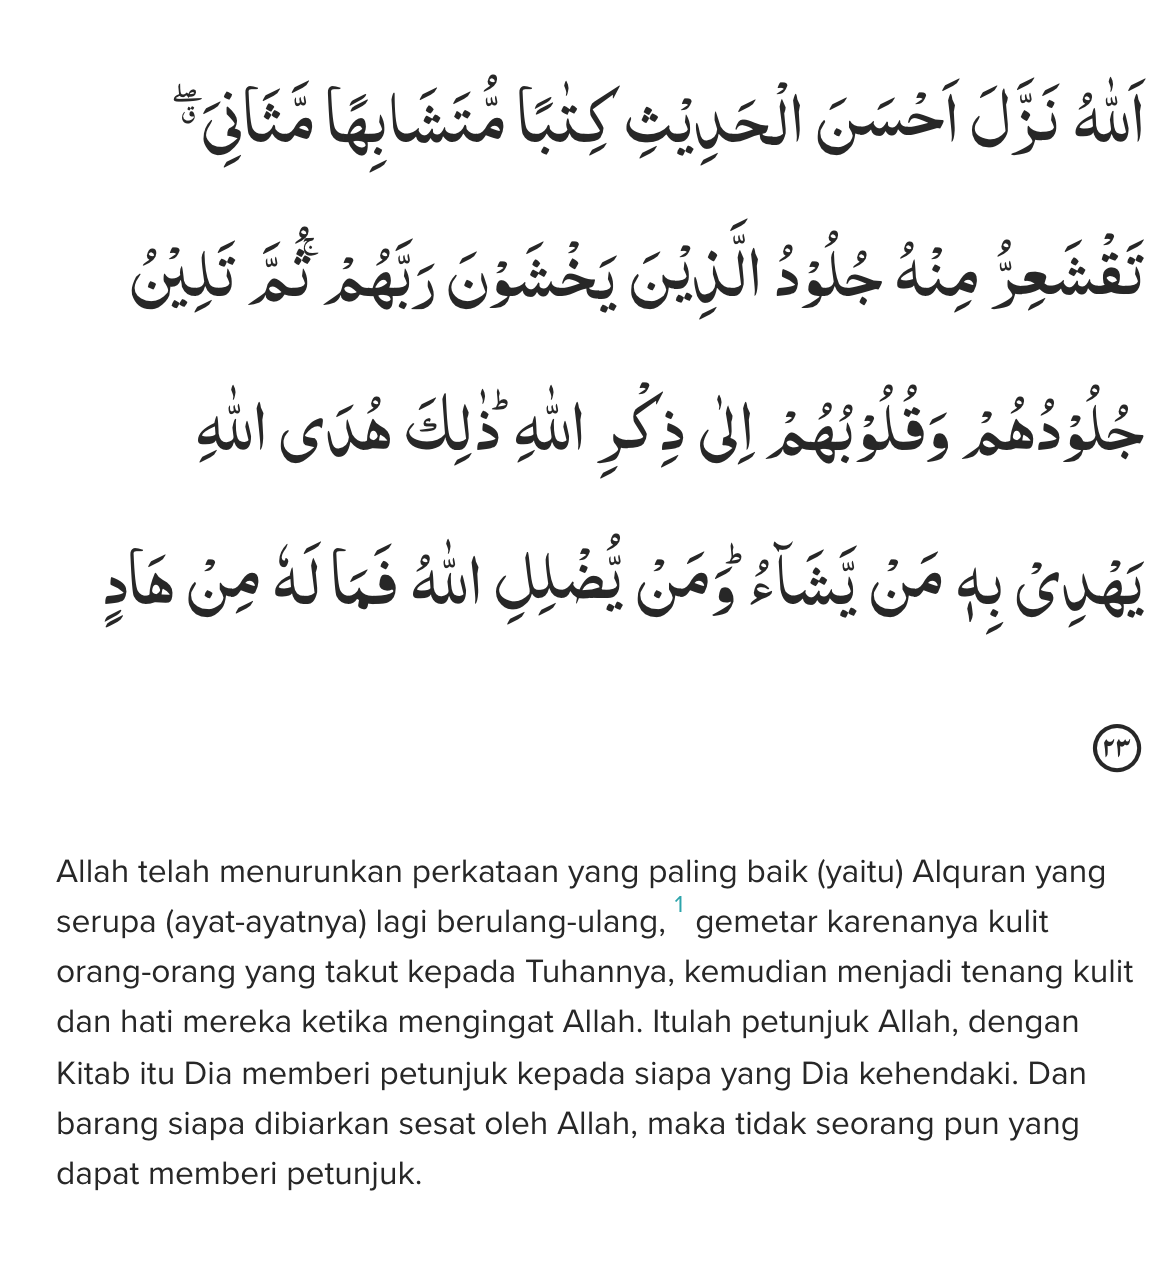 اَللّٰهُ نَزَّلَ اَحْسَنَ الْحَدِيْثِ كِتٰبًا مُّتَشَابِهًا مَّثَانِيَ ۖق
تَقْشَعِرُّ مِنْهُ جُلُوْدُ الَّذِيْنَ يَخْشَوْنَ رَبَّهُمْ ۚثُمَّ تَلِيْنُ
جُلُوْدُهُمْ وَقُلُوْبُهُمْ اِلٰى ذِكْرِ اللّٰهِ ۗذٰلِكَ هُدَى اللّٰهِ
يَهْدِيْ بِهٖ مَنْ يَّشَاۤءُ ۗوَمَنْ يُّضْلِلِ اللّٰهُ فَمَا لَهٗ مِنْ هَادٍ
٢٣
Allah telah menurunkan perkataan yang paling baik (yaitu) Alquran yang
serupa (ayat-ayatnya) lagi berulang-ulang, 1 gemetar karenanya kulit
orang-orang yang takut kepada Tuhannya, kemudian menjadi tenang kulit
dan hati mereka ketika mengingat Allah. Itulah petunjuk Allah, dengan
Kitab itu Dia memberi petunjuk kepada siapa yang Dia kehendaki. Dan
barang siapa dibiarkan sesat oleh Allah, maka tidak seorang pun yang
dapat memberi petunjuk.